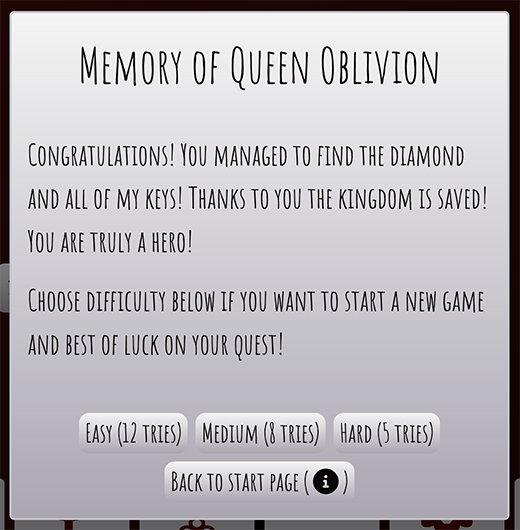 Memory of Queen Oblivion
Congratulations! You managed to find the diamond
and all of my keys! Thanks to you the kingdom is saved!
You are truly a hero!
Choose difficulty below if you want to start a new game
and best of luck on your quest!
Easy (12 tries) Medium (8 tries) Hard (5 tries)
Back to start page (i)